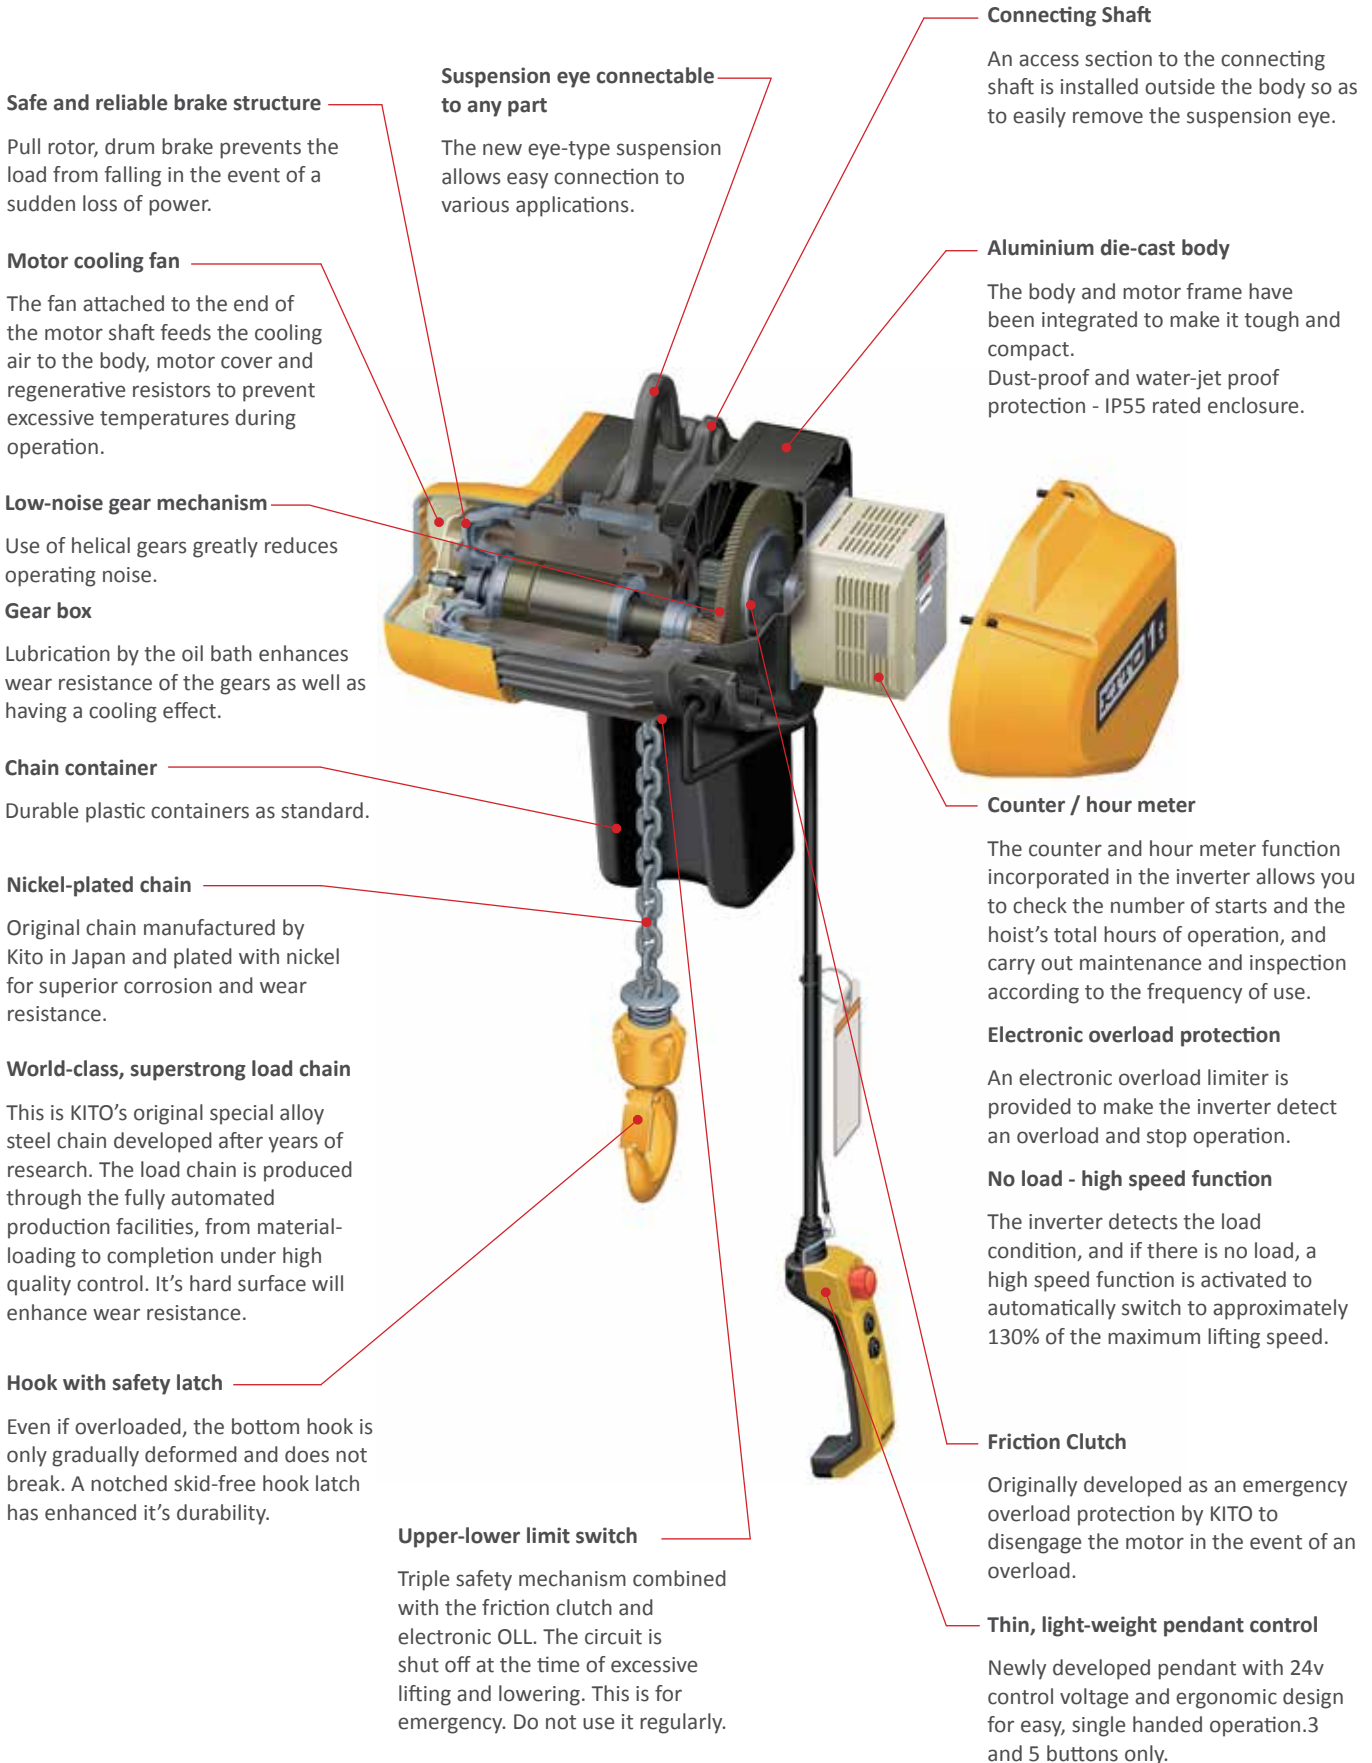 Safe and reliable brake structure
Pull rotor, drum brake prevents the
load from falling in the event of a
sudden loss of power.
Motor cooling fan
The fan attached to the end of
the motor shaft feeds the cooling
air to the body, motor cover and
regenerative resistors to prevent
excessive temperatures during
operation.
Low-noise gear mechanism
Use of helical gears greatly reduces
operating noise.
Gear box
Lubrication by the oil bath enhances
wear resistance of the gears as well as
having a cooling effect.
Chain container
Durable plastic containers as standard.
Nickel-plated chain
Original chain manufactured by
Kito in Japan and plated with nickel
for superior corrosion and wear
resistance.
World-class, superstrong load chain
This is KITO's original special alloy
steel chain developed after years of
research. The load chain is produced
through the fully automated
production facilities, from material-
loading to completion under high
quality control. It's hard surface will
enhance wear resistance.
Hook with safety latch
Even if overloaded, the bottom hook is
only gradually deformed and does not
break. A notched skid-free hook latch
has enhanced it's durability.
Suspension eye connectable
to any part
The new eye-type suspension
allows easy connection to
various applications.
Upper-lower limit switch
Triple safety mechanism combined
with the friction clutch and
electronic OLL. The circuit is
shut off at the time of excessive
lifting and lowering. This is for
emergency. Do not use it regularly.
Connecting Shaft
An access section to the connecting
shaft is installed outside the body so as
to easily remove the suspension eye.
Aluminium die-cast body
The body and motor frame have
been integrated to make it tough and
compact.
Dust-proof and water-jet proof
protection - IP55 rated enclosure.
KITO 1t
Counter / hour meter
The counter and hour meter function
incorporated in the inverter allows you
to check the number of starts and the
hoist's total hours of operation, and
carry out maintenance and inspection
according to the frequency of use.
Electronic overload protection
An electronic overload limiter is
provided to make the inverter detect
an overload and stop operation.
No load - high speed function
The inverter detects the load
condition, and if there is no load, a
high speed function is activated to
automatically switch to approximately
130% of the maximum lifting speed.
Friction Clutch
Originally developed as an emergency
overload protection by KITO to
disengage the motor in the event of an
overload.
Thin, light-weight pendant control
Newly developed pendant with 24v
control voltage and ergonomic design
for easy, single handed operation.3
and 5 buttons only.